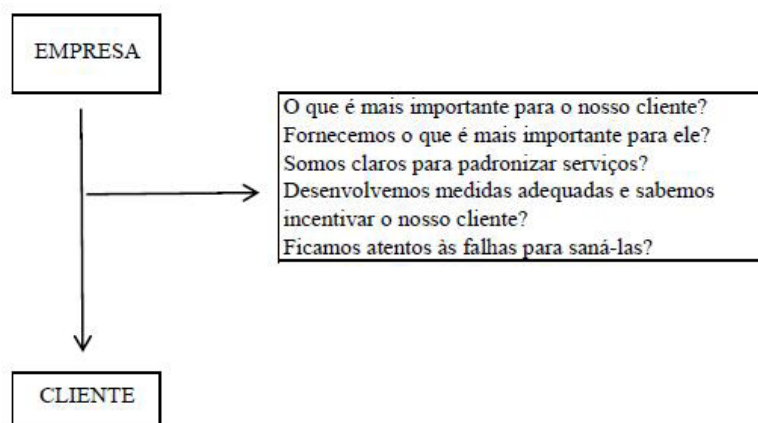 EMPRESA
O que é mais importante para o nosso cliente?
Fornecemos o que é mais importante para ele?
Somos claros para padronizar serviços?
Desenvolvemos medidas adequadas e sabemos
incentivar o nosso cliente?
Ficamos atentos às falhas para saná-las?
CLIENTE